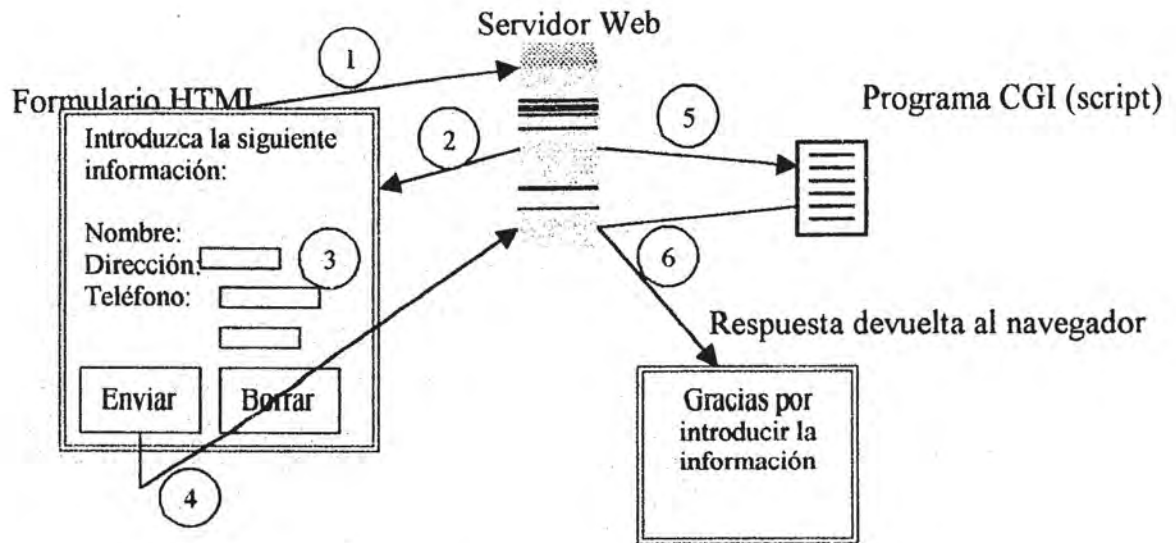 Servidor Web
1
Formulario HTML
Programa CGI (script)
5
Introduzca la siguiente
información:
2
Nombre:
Dirección:
3
Teléfono:
6
Respuesta devuelta al navegador
Enviar
Borrar
Gracias por
introducir la
información
4